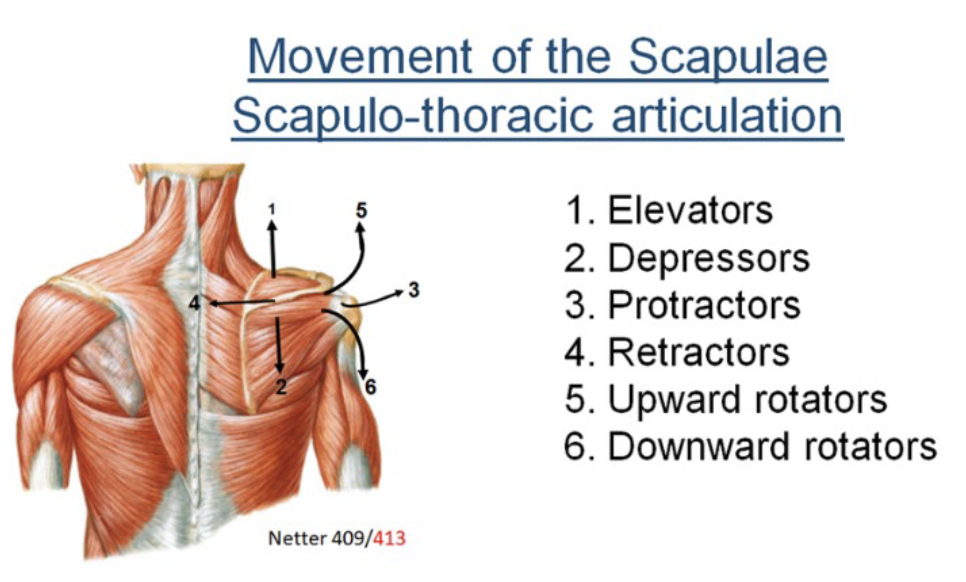 Movement of the Scapulae
Scapulo-thoracic articulation
1
5
4
3
2
6
1. Elevators
2. Depressors
3. Protractors
4. Retractors
5. Upward rotators
6. Downward rotators
Netter 409/413